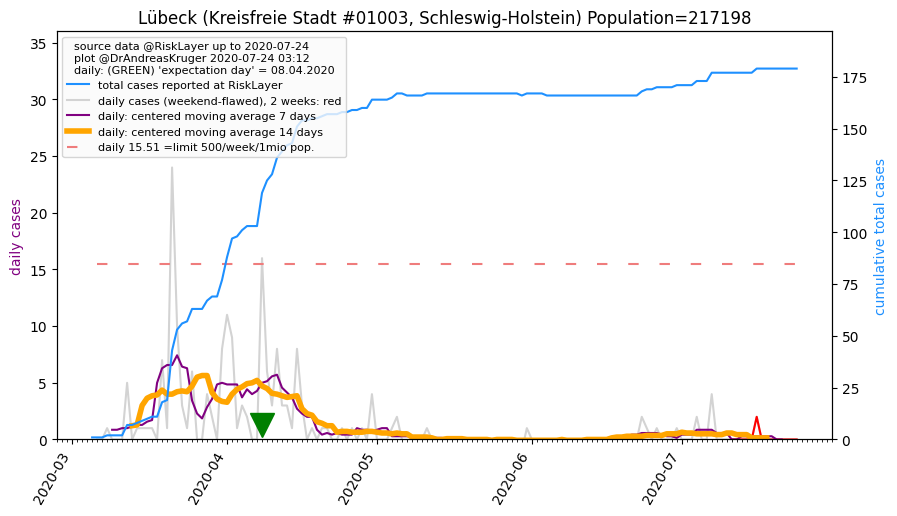 Lübeck (Kreisfreie Stadt #01003, Schleswig-Holstein) Population=217198
source data @RiskLayer up to 2020-07-24
plot @DrAndreasKruger 2020-07-24 03:12
daily: (GREEN) 'expectation day' = 08.04.2020
total cases reported at RiskLayer
daily cases (weekend-flawed), 2 weeks: red
daily: centered moving average 7 days
daily: centered moving average 14 days
daily 15.51 =limit 500/week/1mio pop.
daily cases
35
30
25
20
15
10
5
0
cumulative total cases
175
150
125
100
75
50
25
0
2020-03
2020-04
2020-05
2020-06
2020-07